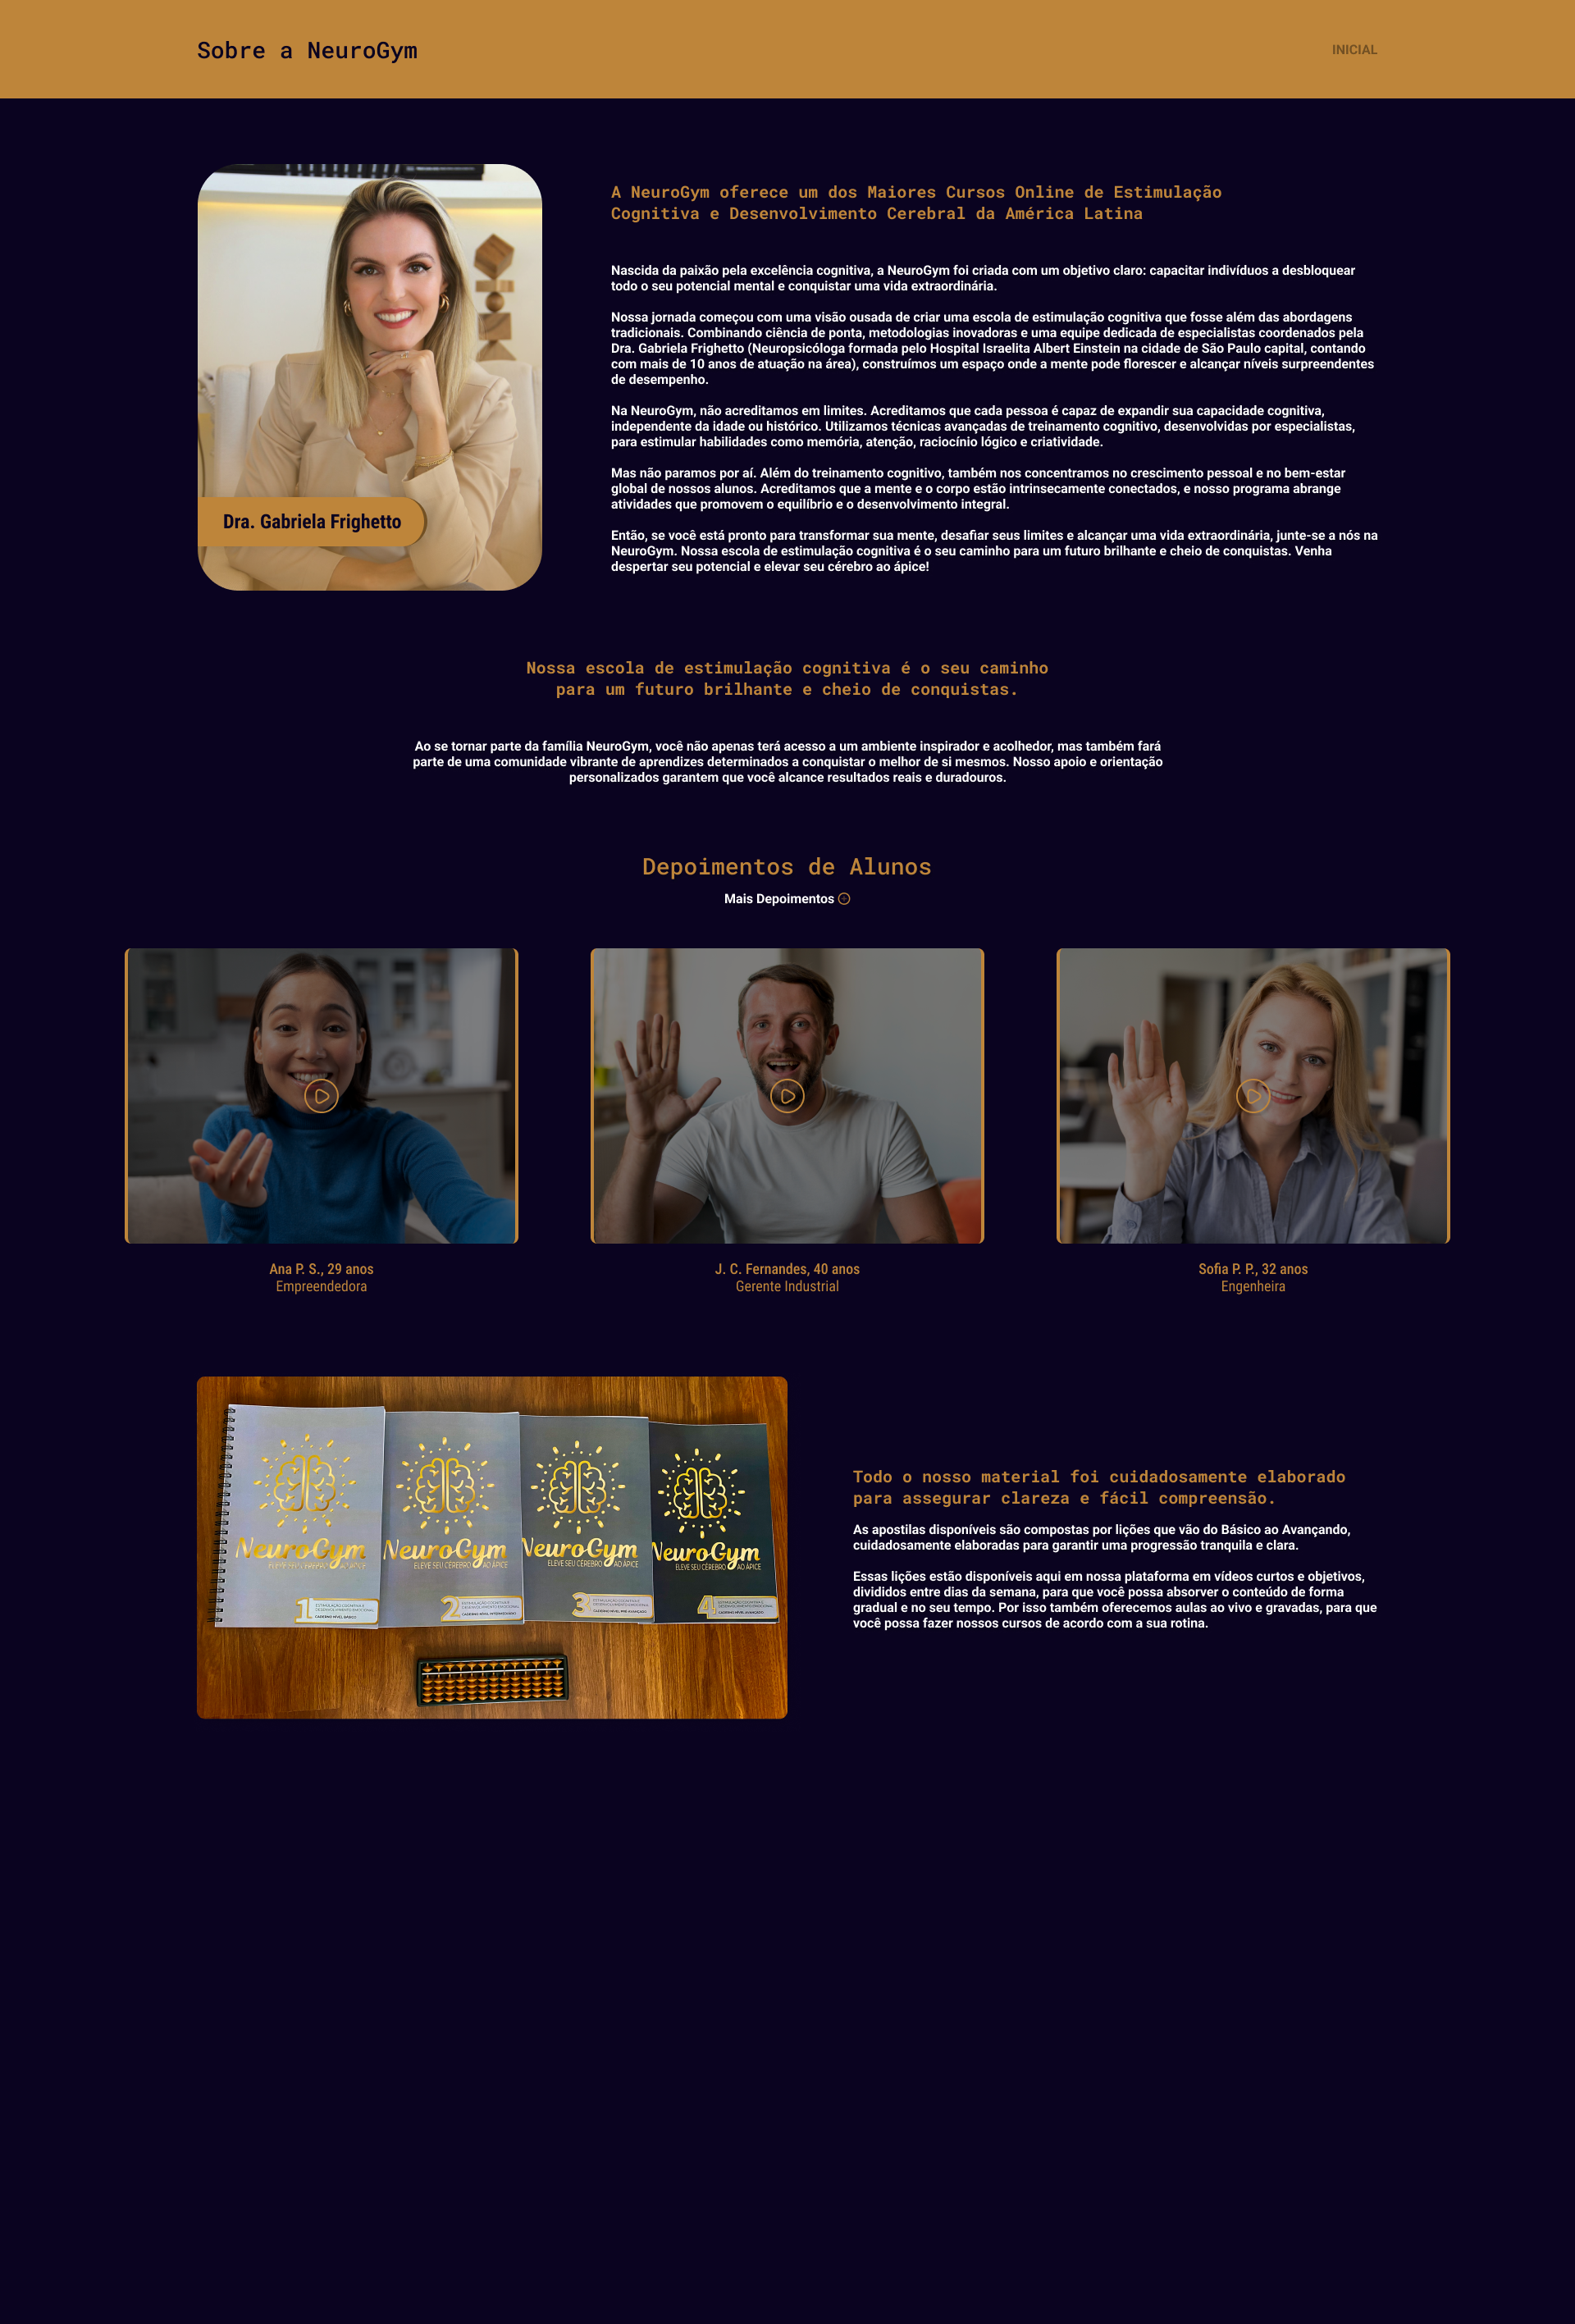 Sobre a NeuroGym
INICIAL
A NeuroGym oferece um dos Maiores Cursos Online de Estimulação
Cognitiva e Desenvolvimento Cerebral da América Latina
Nascida da paixão pela excelência cognitiva, a NeuroGym foi criada com um objetivo claro: capacitar indivíduos a desbloquear
todo o seu potencial mental e conquistar uma vida extraordinária.
Nossa jornada começou com uma visão ousada de criar uma escola de estimulação cognitiva que fosse além das abordagens
tradicionais. Combinando ciência de ponta, metodologias inovadoras e uma equipe dedicada de especialistas coordenados pela
Dra. Gabriela Frighetto (Neuropsicóloga formada pelo Hospital Israelita Albert Einstein na cidade de São Paulo capital, contando
com mais de 10 anos de atuação na área), construímos um espaço onde a mente pode florescer e alcançar níveis surpreendentes
de desempenho.
Na NeuroGym, não acreditamos em limites. Acreditamos que cada pessoa é capaz de expandir sua capacidade cognitiva,
independente da idade ou histórico. Utilizamos técnicas avançadas de treinamento cognitivo, desenvolvidas por especialistas,
para estimular habilidades como memória, atenção, raciocínio lógico e criatividade.
Mas não paramos por aí. Além do treinamento cognitivo, também nos concentramos no crescimento pessoal e no bem-estar
global de nossos alunos. Acreditamos que a mente e o corpo estão intrinsecamente conectados, e nosso programa abrange
atividades que promovem o equilíbrio e o desenvolvimento integral.
Então, se você está pronto para transformar sua mente, desafiar seus limites e alcançar uma vida extraordinária, junte-se a nós na
NeuroGym. Nossa escola de estimulação cognitiva é o seu caminho para um futuro brilhante e cheio de conquistas. Venha
despertar seu potencial e elevar seu cérebro ao ápice!
Dra. Gabriela Frighetto
Nossa escola de estimulação cognitiva é o seu caminho
para um futuro brilhante e cheio de conquistas.
Ao se tornar parte da família NeuroGym, você não apenas terá acesso a um ambiente inspirador e acolhedor, mas também fará
parte de uma comunidade vibrante de aprendizes determinados a conquistar o melhor de si mesmos. Nosso apoio e orientação
personalizados garantem que você alcance resultados reais e duradouros.
Depoimentos de Alunos
Mais Depoimentos
Ana P. S., 29 anos
Empreendedora
J. C. Fernandes, 40 anos
Gerente Industrial
Sofia P. P., 32 anos
Engenheira
NeuroGym
ELEVE SEU CÉREBRO AO ÁPICE
1
NeuroGym
ELEVE SEU CÉREBRO AO ÁPICE
2
NeuroGym
ELEVE SEU CÉREBRO AO ÁPICE
3
NeuroGym
ELEVE SEU CÉREBRO AO ÁPICE
4
Todo o nosso material foi cuidadosamente elaborado
para assegurar clareza e fácil compreensão.
As apostilas disponíveis são compostas por lições que vão do Básico ao Avançando,
cuidadosamente elaboradas para garantir uma progressão tranquila e clara.
Essas lições estão disponíveis aqui em nossa plataforma em vídeos curtos e objetivos,
divididos entre dias da semana, para que você possa absorver o conteúdo de forma
gradual e no seu tempo. Por isso também oferecemos aulas ao vivo e gravadas, para que
você possa fazer nossos cursos de acordo com a sua rotina.